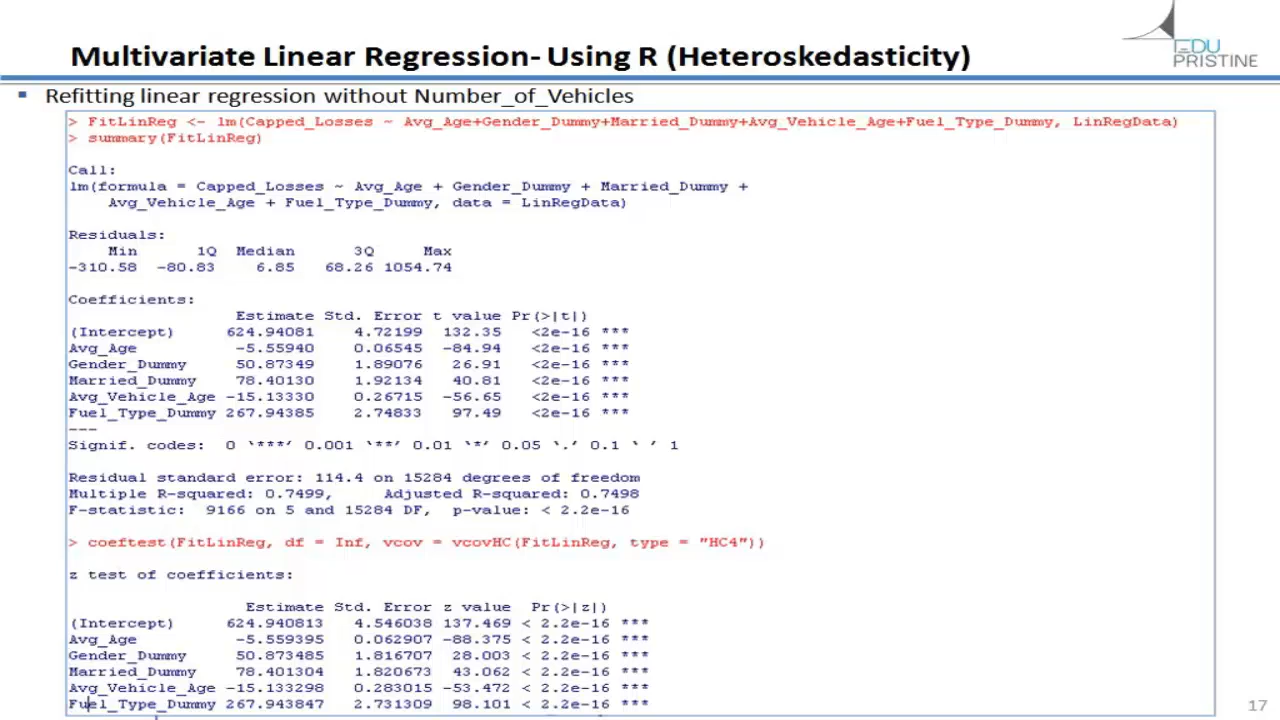 Multivariate Linear Regression- Using R (Heteroskedasticity)
EDU
PRISTINE
▪ Refitting linear regression without Number_of_Vehicles
> FitLinReg <- lm(Capped_Losses ~ Avg_Age+Gender_Dummy+Married_Dummy+Avg_Vehicle_Age+Fuel_Type_Dummy, LinRegData)
> summary(FitLinReg)
Call:
lm(formula = Capped_Losses ~ Avg_Age + Gender_Dummy + Married_Dummy +
Avg_Vehicle_Age + Fuel_Type_Dummy, data = LinRegData)
Residuals:
Min 1Q Median 3Q Max
-310.58 -80.83 6.85 68.26 1054.74
Coefficients:
Estimate Std. Error t value Pr(>|t|)
(Intercept) 624.94081 4.72199 132.35 <2e-16 ***
Avg_Age -5.55940 0.06545 -84.94 <2e-16 ***
Gender_Dummy 50.87349 1.89076 26.91 <2e-16 ***
Married_Dummy 78.40130 1.92134 40.81 <2e-16 ***
Avg_Vehicle_Age -15.13330 0.26715 -56.65 <2e-16 ***
Fuel_Type_Dummy 267.94385 2.74833 97.49 <2e-16 ***
---
Signif. codes: 0 ‘***’ 0.001 ‘**’ 0.01 ‘*’ 0.05 ‘.’ 0.1 ‘ ’ 1
Residual standard error: 114.4 on 15284 degrees of freedom
Multiple R-squared: 0.7499, Adjusted R-squared: 0.7498
F-statistic: 9166 on 5 and 15284 DF, p-value: < 2.2e-16
> coeftest(FitLinReg, df = Inf, vcov = vcovHC(FitLinReg, type = "HC4"))
z test of coefficients:
Estimate Std. Error z value Pr(>|z|)
(Intercept) 624.940813 4.546038 137.469 < 2.2e-16 ***
Avg_Age -5.559395 0.062907 -88.375 < 2.2e-16 ***
Gender_Dummy 50.873485 1.816707 28.003 < 2.2e-16 ***
Married_Dummy 78.401304 1.820673 43.062 < 2.2e-16 ***
Avg_Vehicle_Age -15.133298 0.283015 -53.472 < 2.2e-16 ***
Fuel_Type_Dummy 267.943847 2.731309 98.101 < 2.2e-16 ***
17